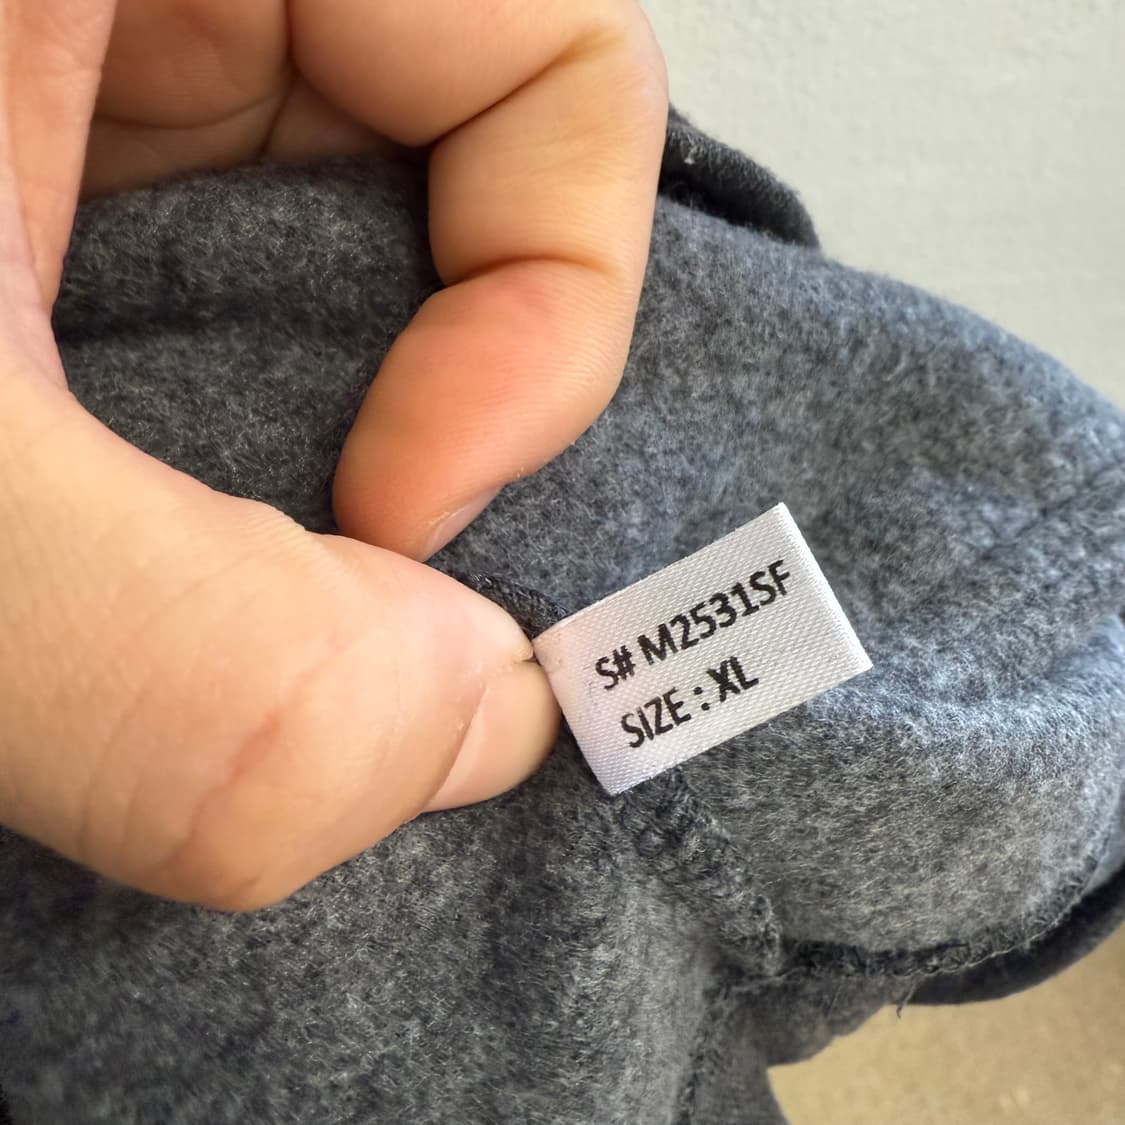 S# M2531SF
SIZE : XL